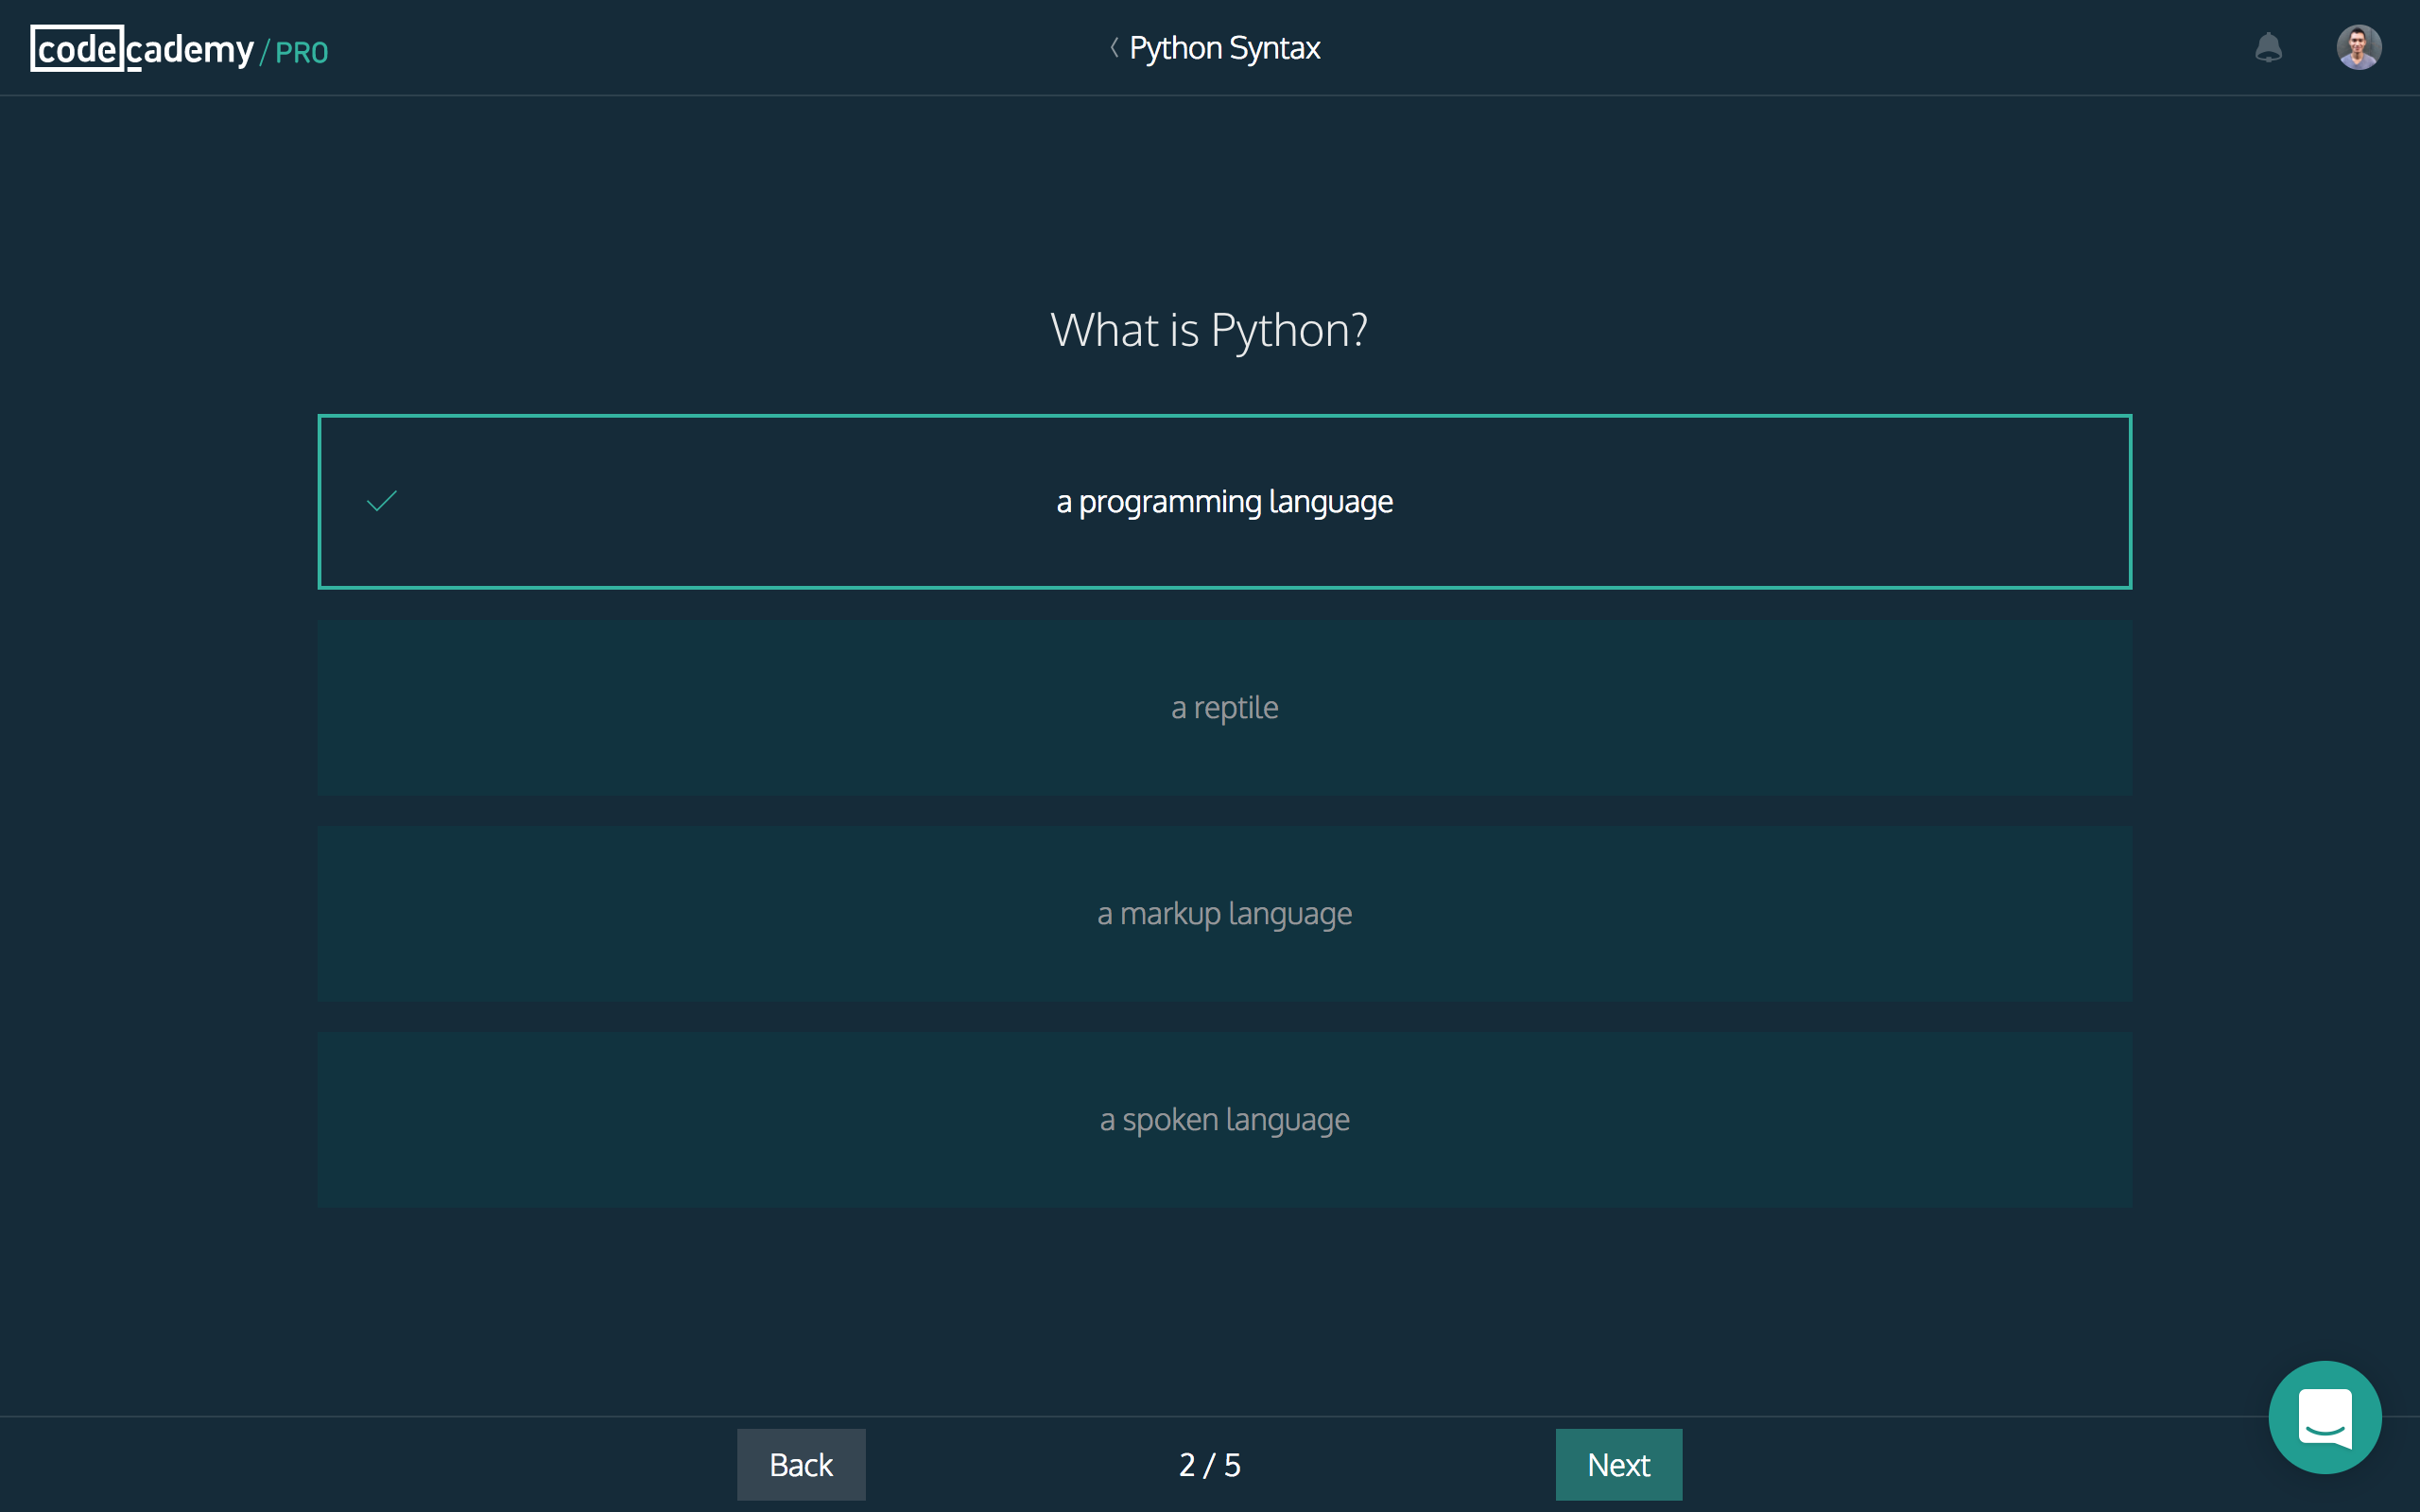 codecademy/PRO
Python Syntax
What is Python?
a programming language
a reptile
a markup language
a spoken language
Back
2 / 5
Next